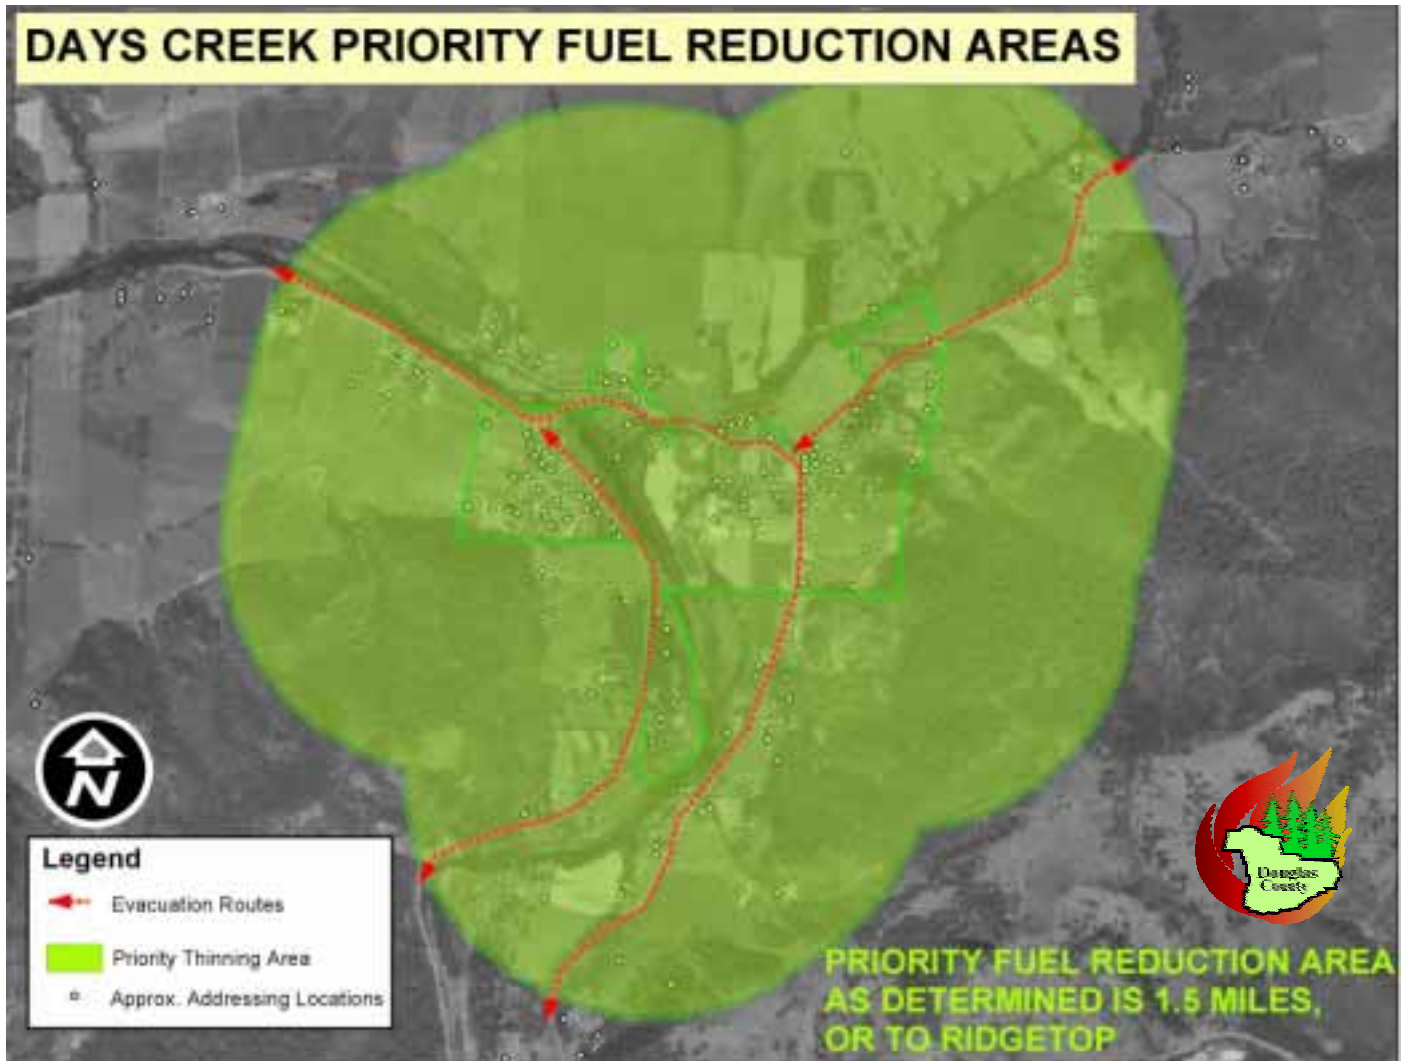 DAYS CREEK PRIORITY FUEL REDUCTION AREAS
N
Legend
Evacuation Routes
Priority Thinning Area
Approx. Addressing Locations
Douglas
County
PRIORITY FUEL REDUCTION AREA
AS DETERMINED IS 1.5 MILES,
OR TO RIDGETOP